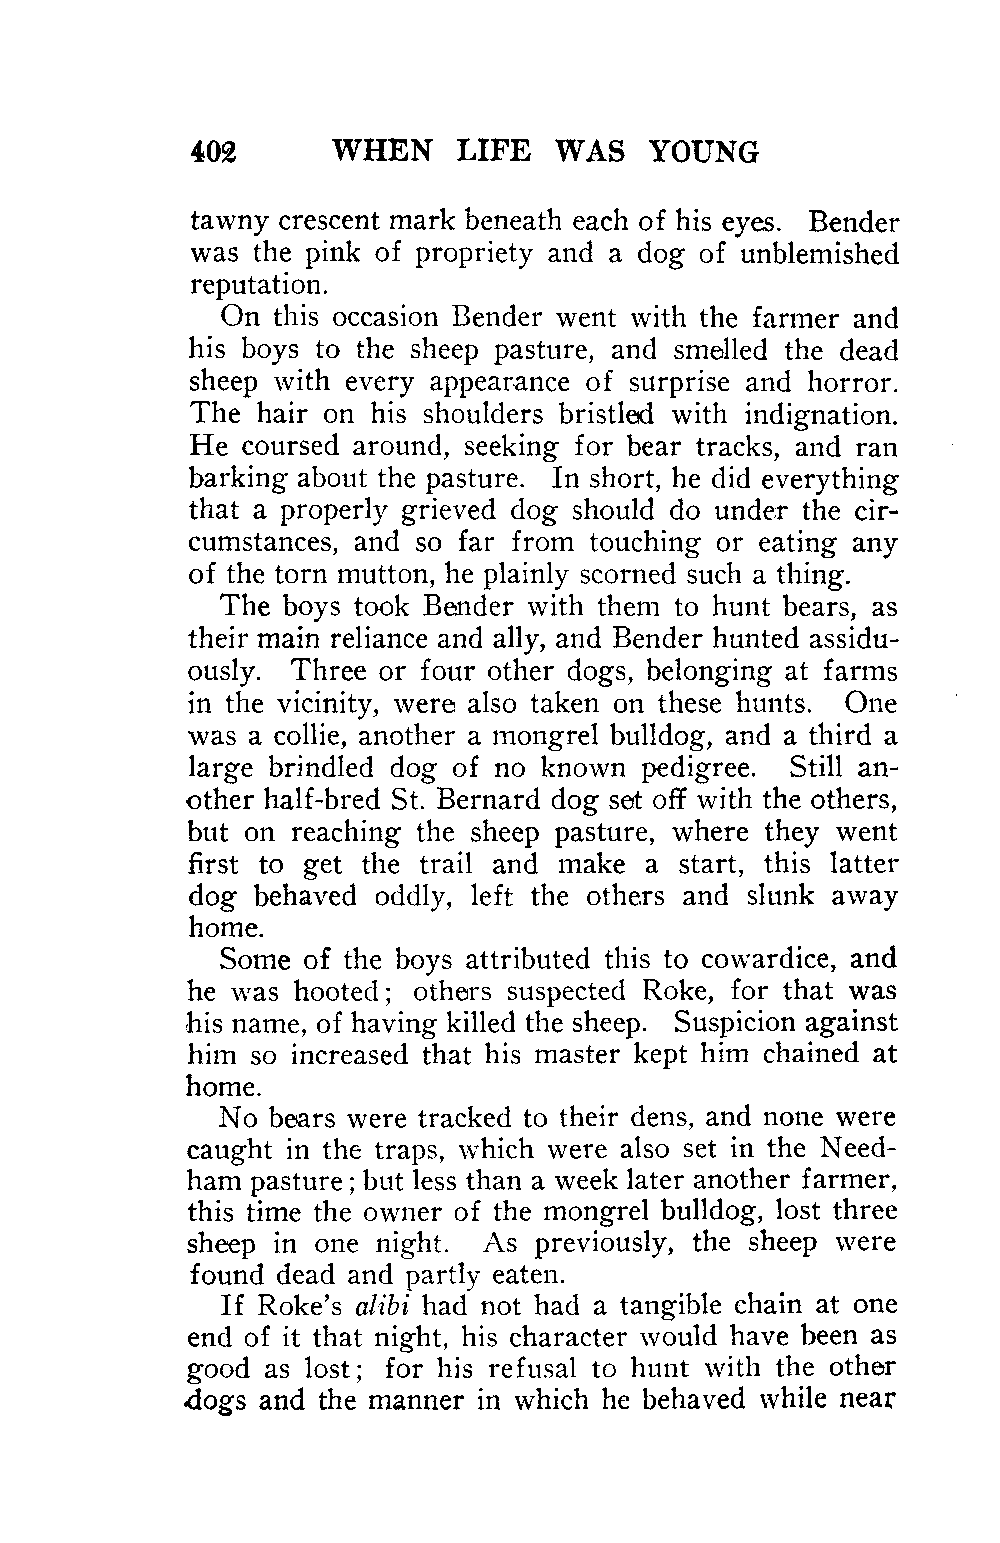 402 WHEN LIFE WAS YOUNG
tawny crescent mark beneath each of his eyes. Bender
was the pink of propriety and a dog of unblemished
reputation.
On this occasion Bender went with the farmer and
his boys to the sheep pasture, and smelled the dead
sheep with every appearance of surprise and horror.
The hair on his shoulders bristled with indignation.
He coursed around, seeking for bear tracks, and ran
barking about the pasture. In short, he did everything
that a properly grieved dog should do under the cir-
cumstances, and so far from touching or eating any
of the torn mutton, he plainly scorned such a thing.
The boys took Bender with them to hunt bears, as
their main reliance and ally, and Bender hunted assidu-
ously. Three or four other dogs, belonging at farms
in the vicinity, were also taken on these hunts. One
was a collie, another a mongrel bulldog, and a third a
large brindled dog of no known pedigree. Still an-
other half-bred St. Bernard dog set off with the others,
but on reaching the sheep pasture, where they went
first to get the trail and make a start, this latter
dog behaved oddly, left the others and slunk away
home.
Some of the boys attributed this to cowardice, and
he was hooted; others suspected Roke, for that was
his name, of having killed the sheep. Suspicion against
him so increased that his master kept him chained at
home.
No bears were tracked to their dens, and none were
caught in the traps, which were also set in the Need-
ham pasture; but less than a week later another farmer,
this time the owner of the mongrel bulldog, lost three
sheep in one night. As previously, the sheep were
found dead and partly eaten.
If Roke's alibi had not had a tangible chain at one
end of it that night, his character would have been as
good as lost; for his refusal to hunt with the other
dogs and the manner in which he behaved while near